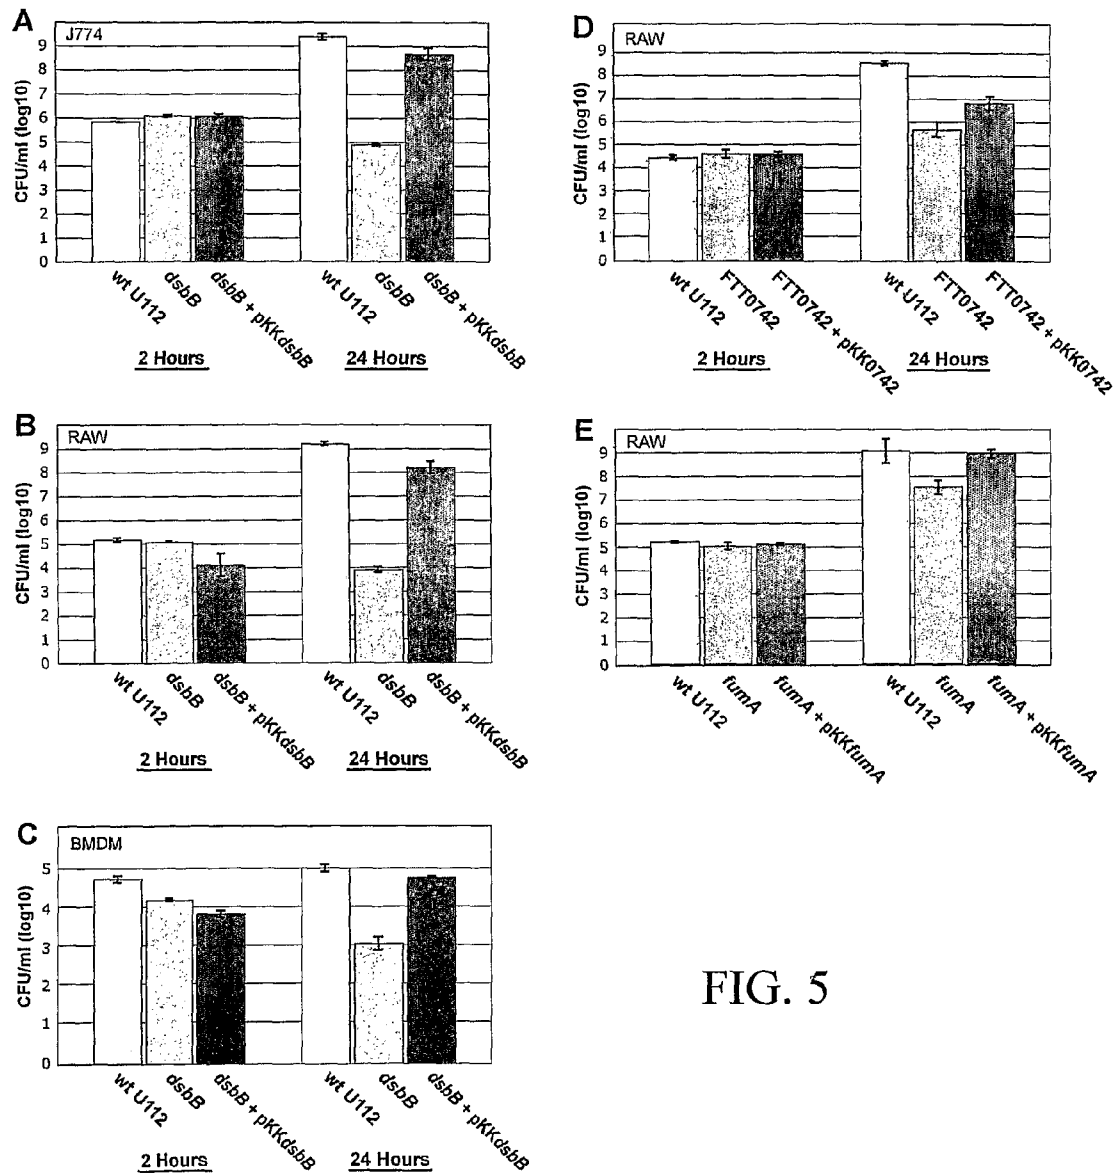 A
J774
CFU/ml (log10)
9
8
7
6
5
4
3
2
1
0
wt U112
dsbB
dsbB + pKKdsbB
wt U112
dsbB
dsbB + pKKdsbB
2 Hours
24 Hours
B
RAW
CFU/ml (log10)
9
8
7
6
5
4
3
2
1
0
wt U112
dsbB
dsbB + pKKdsbB
wt U112
dsbB
dsbB + pKKdsbB
2 Hours
24 Hours
C
BMDM
CFU/ml (log10)
5
4
3
2
1
0
wt U112
dsbB
dsbB + pKKdsbB
wt U112
dsbB
dsbB + pKKdsbB
2 Hours
24 Hours
D
RAW
CFU/ml (log10)
9
8
7
6
5
4
3
2
1
0
wt U112
FTT0742
FTT0742 + pKK0742
wt U112
FTT0742
FTT0742 + pKK0742
2 Hours
24 Hours
E
RAW
CFU/ml (log10)
9
8
7
6
5
4
3
2
1
0
wt U112
fumA
fumA + pKKfumA
wt U112
fumA
fumA + pKKfumA
FIG. 5